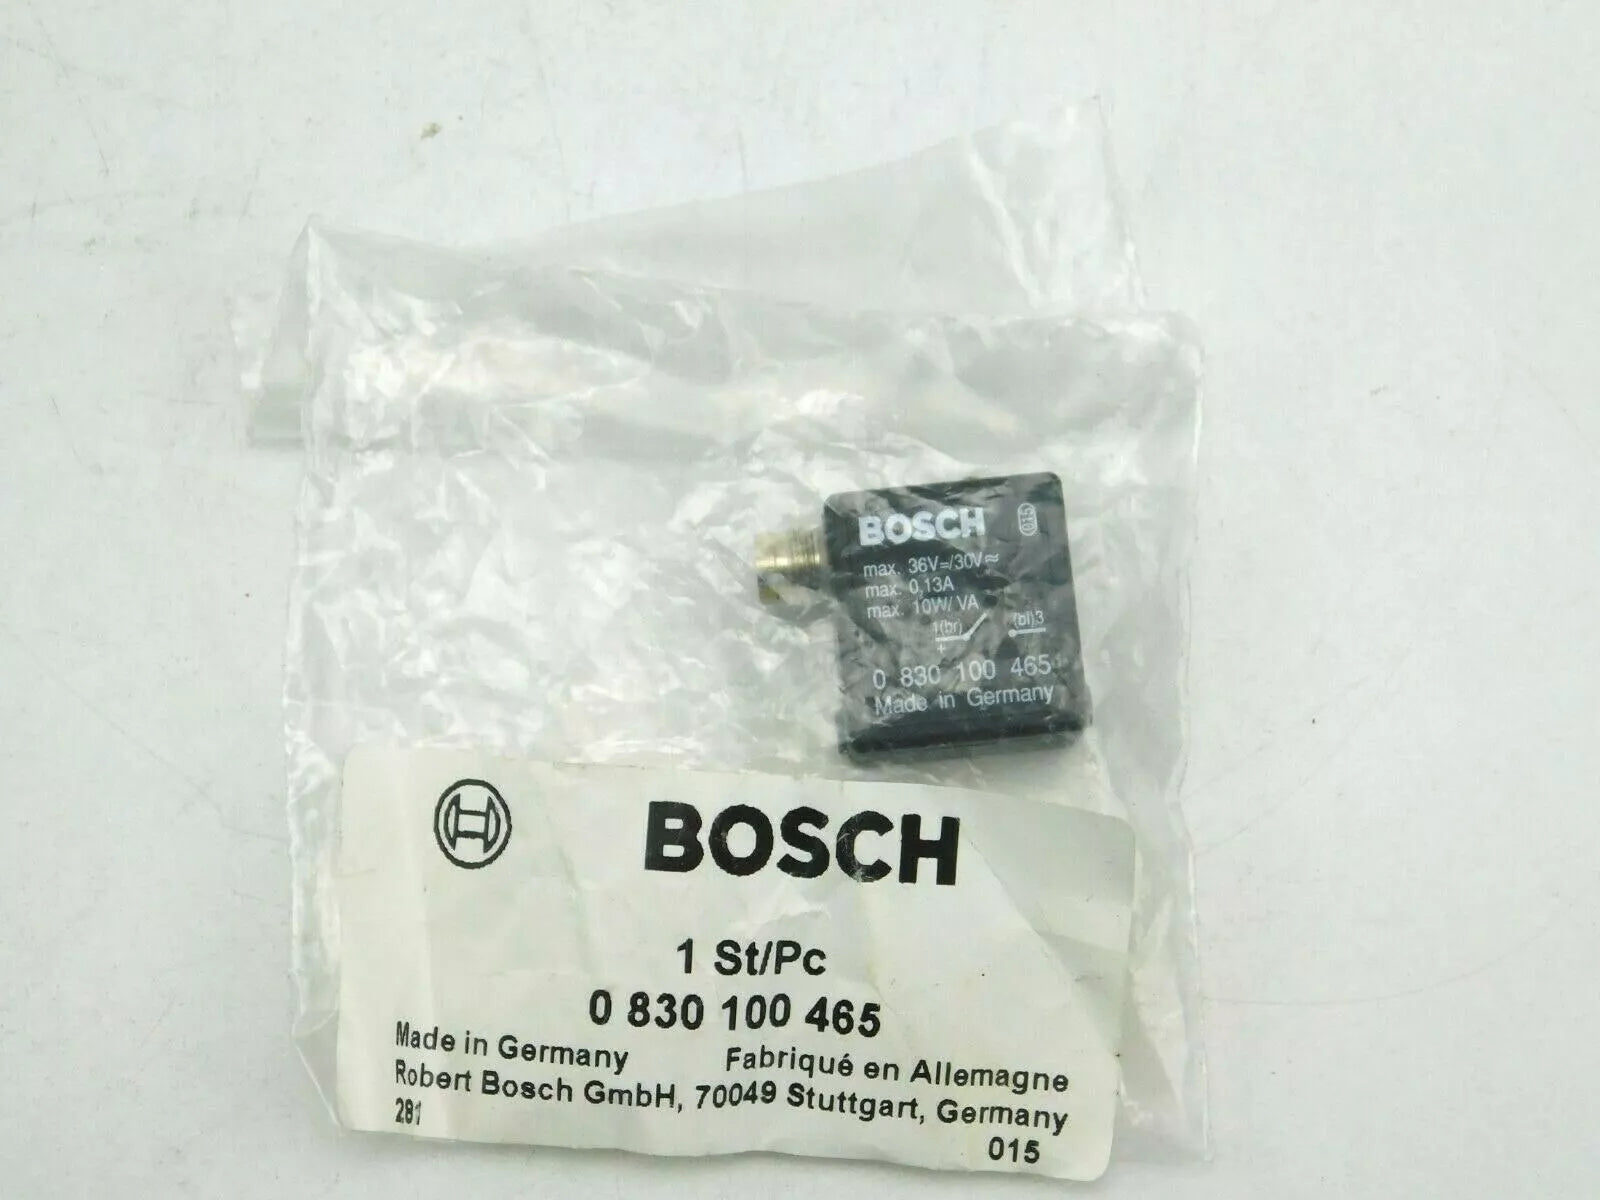 BOSCH 015
max. 36V=/30V≈
max. 0,13A
max. 10W/VA
1(br) (bl)3
+
0 830 100 465
Made in Germany
BOSCH
1 St/Pc
0 830 100 465
Made in Germany Fabriqué en Allemagne
Robert Bosch GmbH, 70049 Stuttgart, Germany
281
015